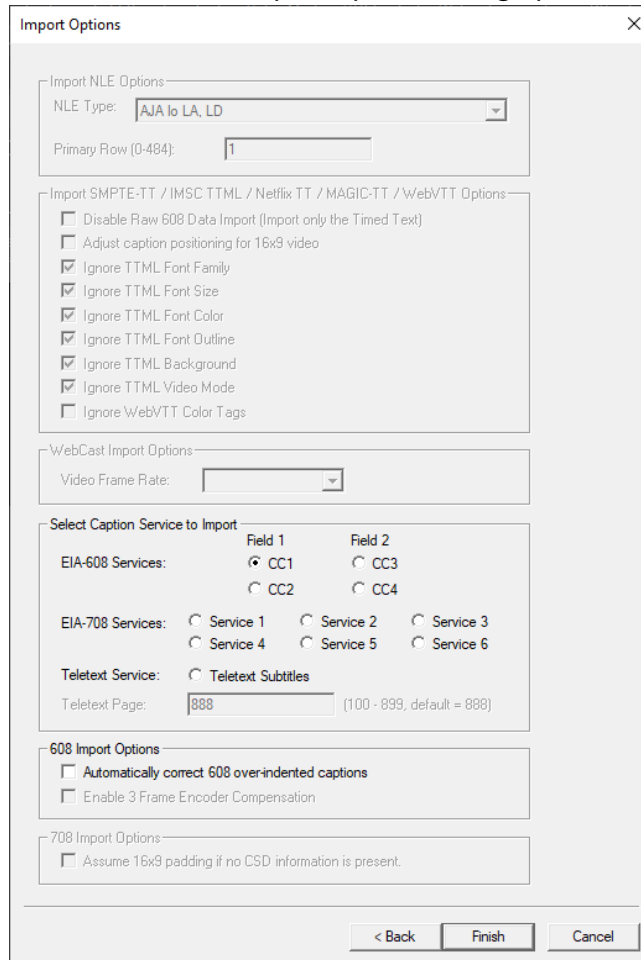 Import Options
Import NLE Options
NLE Type: AJA Io LA, LD
Primary Row (0-484): 1
Import SMPTE-TT / IMSC TTML / Netflix TT / MAGIC-TT / WebVTT Options
Disable Raw 608 Data Import (Import only the Timed Text)
Adjust caption positioning for 16x9 video
Ignore TTML Font Family
Ignore TTML Font Size
Ignore TTML Font Color
Ignore TTML Font Outline
Ignore TTML Background
Ignore TTML Video Mode
Ignore WebVTT Color Tags
WebCast Import Options
Video Frame Rate:
Select Caption Service to Import
Field 1 Field 2
EIA-608 Services: CC1 CC3
CC2 CC4
EIA-708 Services: Service 1 Service 2 Service 3
Service 4 Service 5 Service 6
Teletext Service: Teletext Subtitles
Teletext Page: 888 (100 - 899, default = 888)
608 Import Options
Automatically correct 608 over-indented captions
Enable 3 Frame Encoder Compensation
708 Import Options
Assume 16x9 padding if no CSD information is present.
< Back Finish Cancel